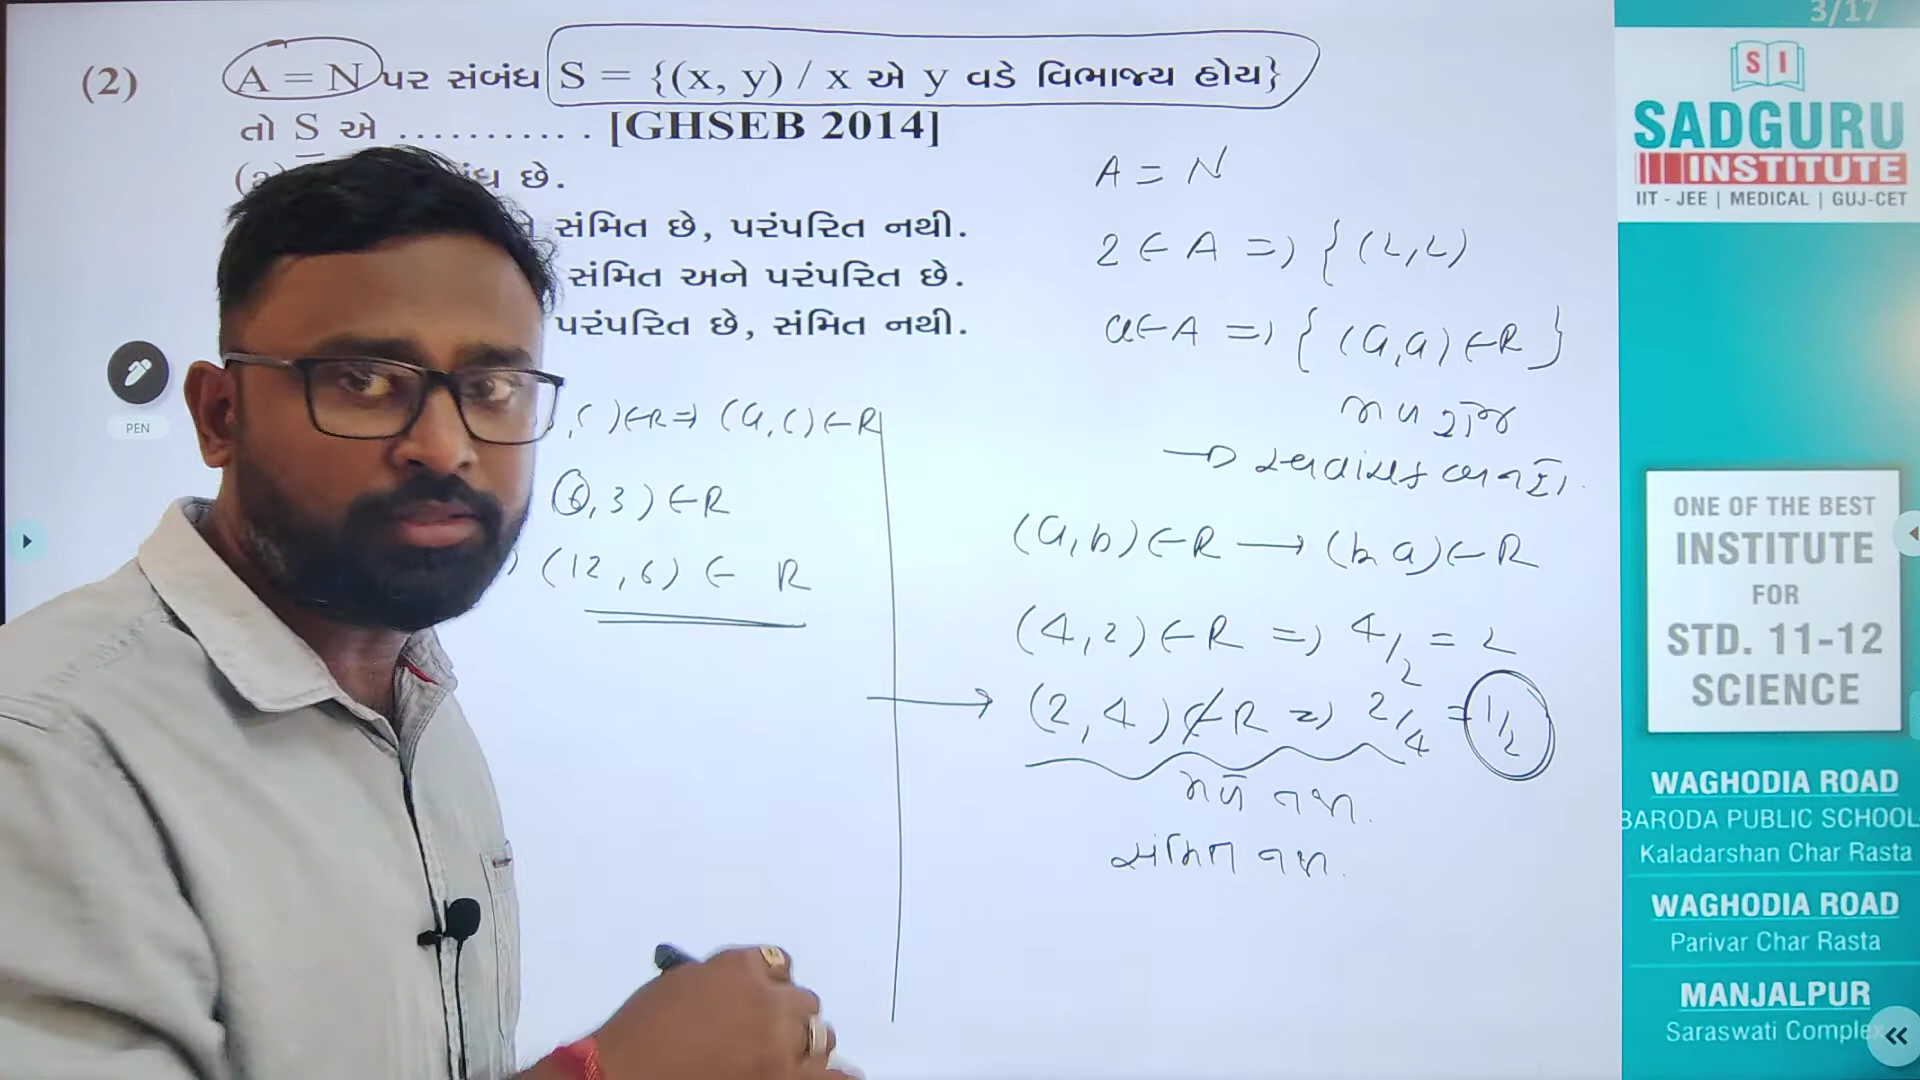 3/17
(2) A = N પર સંબંધ S = {(x, y) / x એ y વડે વિભાજ્ય હોય}
તો S એ ............ [GHSEB 2014]
છે.
સંમિત છે, પરંપરિત નથી.
સંમિત અને પરંપરિત છે.
પરંપરિત છે, સંમિત નથી.
PEN
) ∈ R ⇒ (a, c) ∈ R
(6, 3) ∈ R
(12, 6) ∈ R
A = N
2 ∈ A ⇒ { (2, 2)
a ∈ A ⇒ { (a, a) ∈ R }
(a, b) ∈ R → (b a) ∈ R
(4, 2) ∈ R ⇒ 4/2 = 2
(2, 4) ∉ R ⇒ 2/4 = 1/2
સંમિત નથી.
SI
SADGURU
INSTITUTE
IIT - JEE | MEDICAL | GUJ-CET
ONE OF THE BEST
INSTITUTE
FOR
STD. 11-12
SCIENCE
WAGHODIA ROAD
BARODA PUBLIC SCHOOL
Kaladarshan Char Rasta
WAGHODIA ROAD
Parivar Char Rasta
MANJALPUR
Saraswati Comple